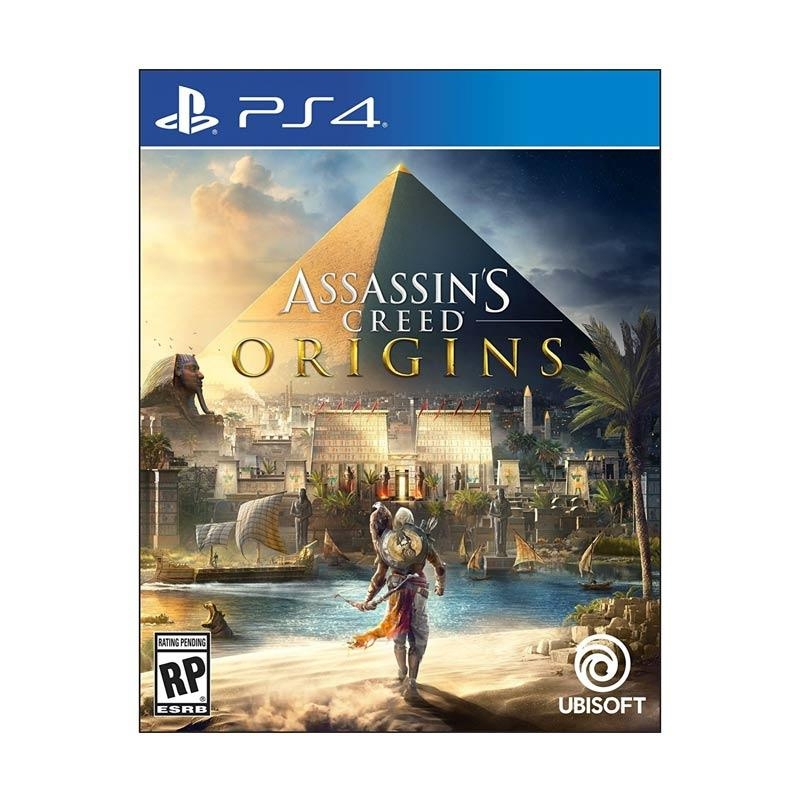 PS4
ASSASSIN'S
CREED
ORIGINS
RATING PENDING
RP
ESRB
UBISOFT